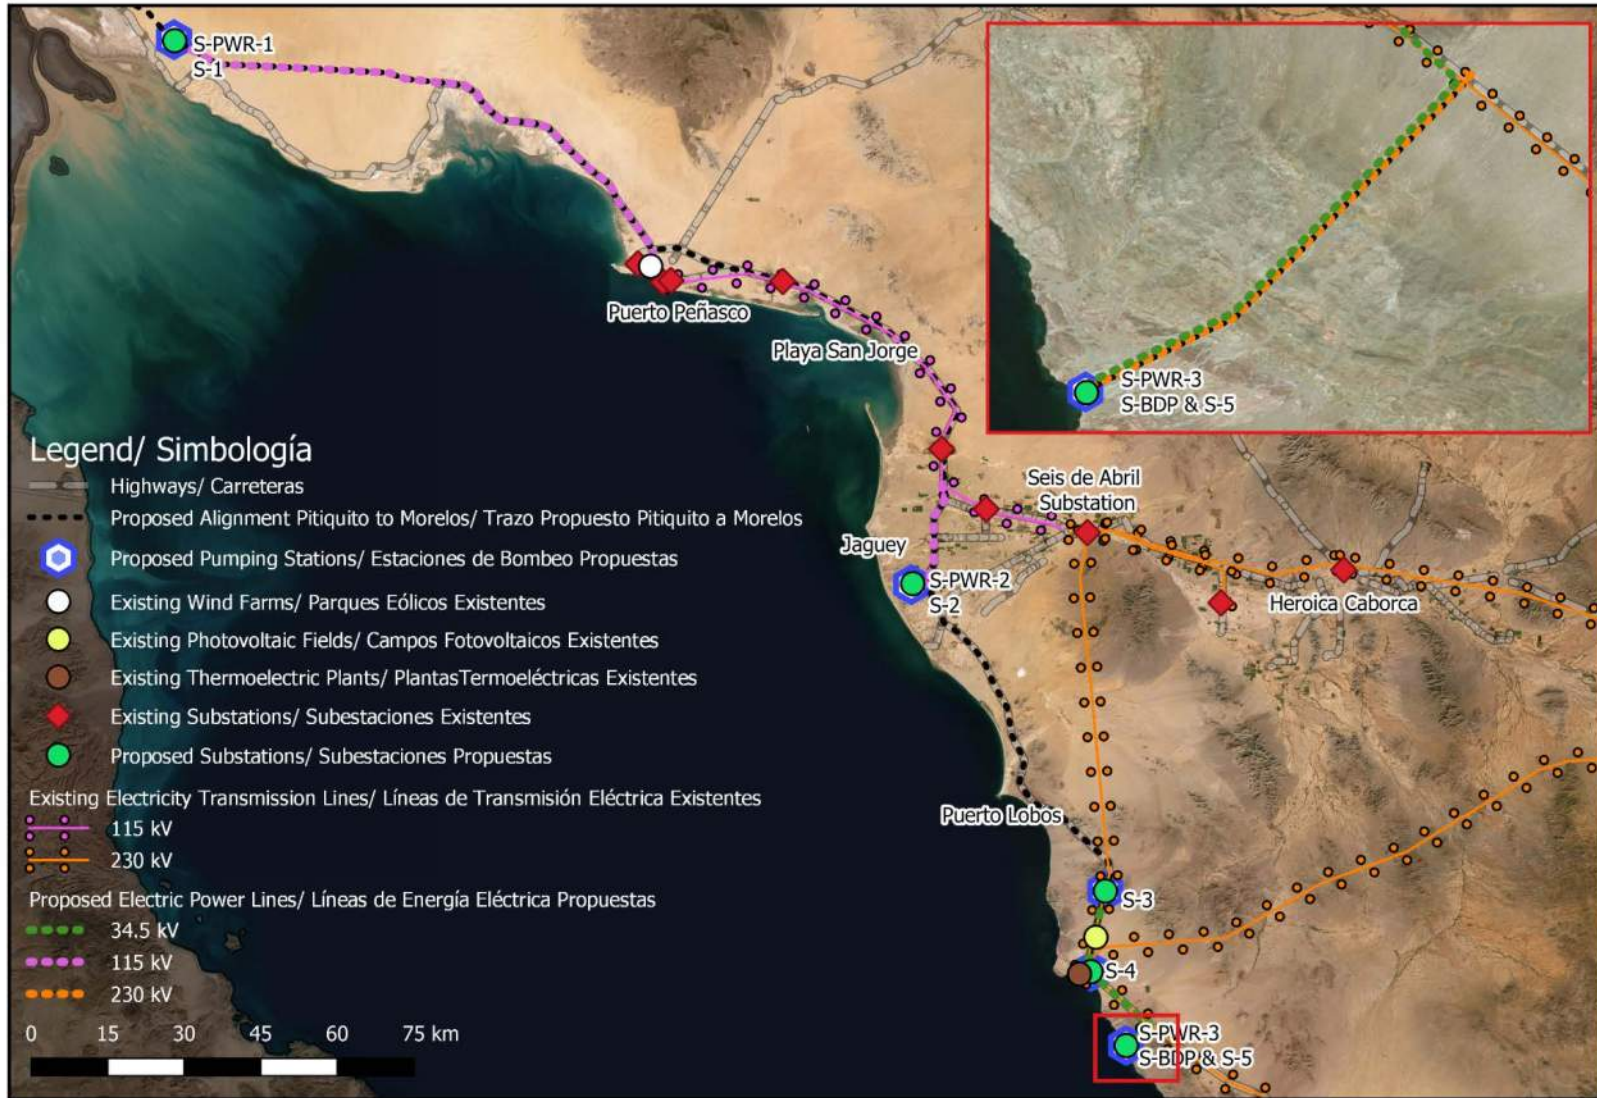 S-PWR-1
S-1
Puerto Peñasco
Playa San Jorge
S-PWR-3
S-BDP & S-5
Legend/ Simbología
Highways/ Carreteras
Proposed Alignment Pitiquito to Morelos/ Trazo Propuesto Pitiquito a Morelos
Proposed Pumping Stations/ Estaciones de Bombeo Propuestas
Existing Wind Farms/ Parques Eólicos Existentes
Existing Photovoltaic Fields/ Campos Fotovoltaicos Existentes
Existing Thermoelectric Plants/ PlantasTermoeléctricas Existentes
Existing Substations/ Subestaciones Existentes
Proposed Substations/ Subestaciones Propuestas
Existing Electricity Transmission Lines/ Líneas de Transmisión Eléctrica Existentes
115 kV
230 kV
Proposed Electric Power Lines/ Líneas de Energía Eléctrica Propuestas
34.5 kV
115 kV
230 kV
0 15 30 45 60 75 km
Seis de Abril
Substation
Jaguey
S-PWR-2
S-2
Heroica Caborca
Puerto Lobos
S-3
S-4
S-PWR-3
S-BDP & S-5